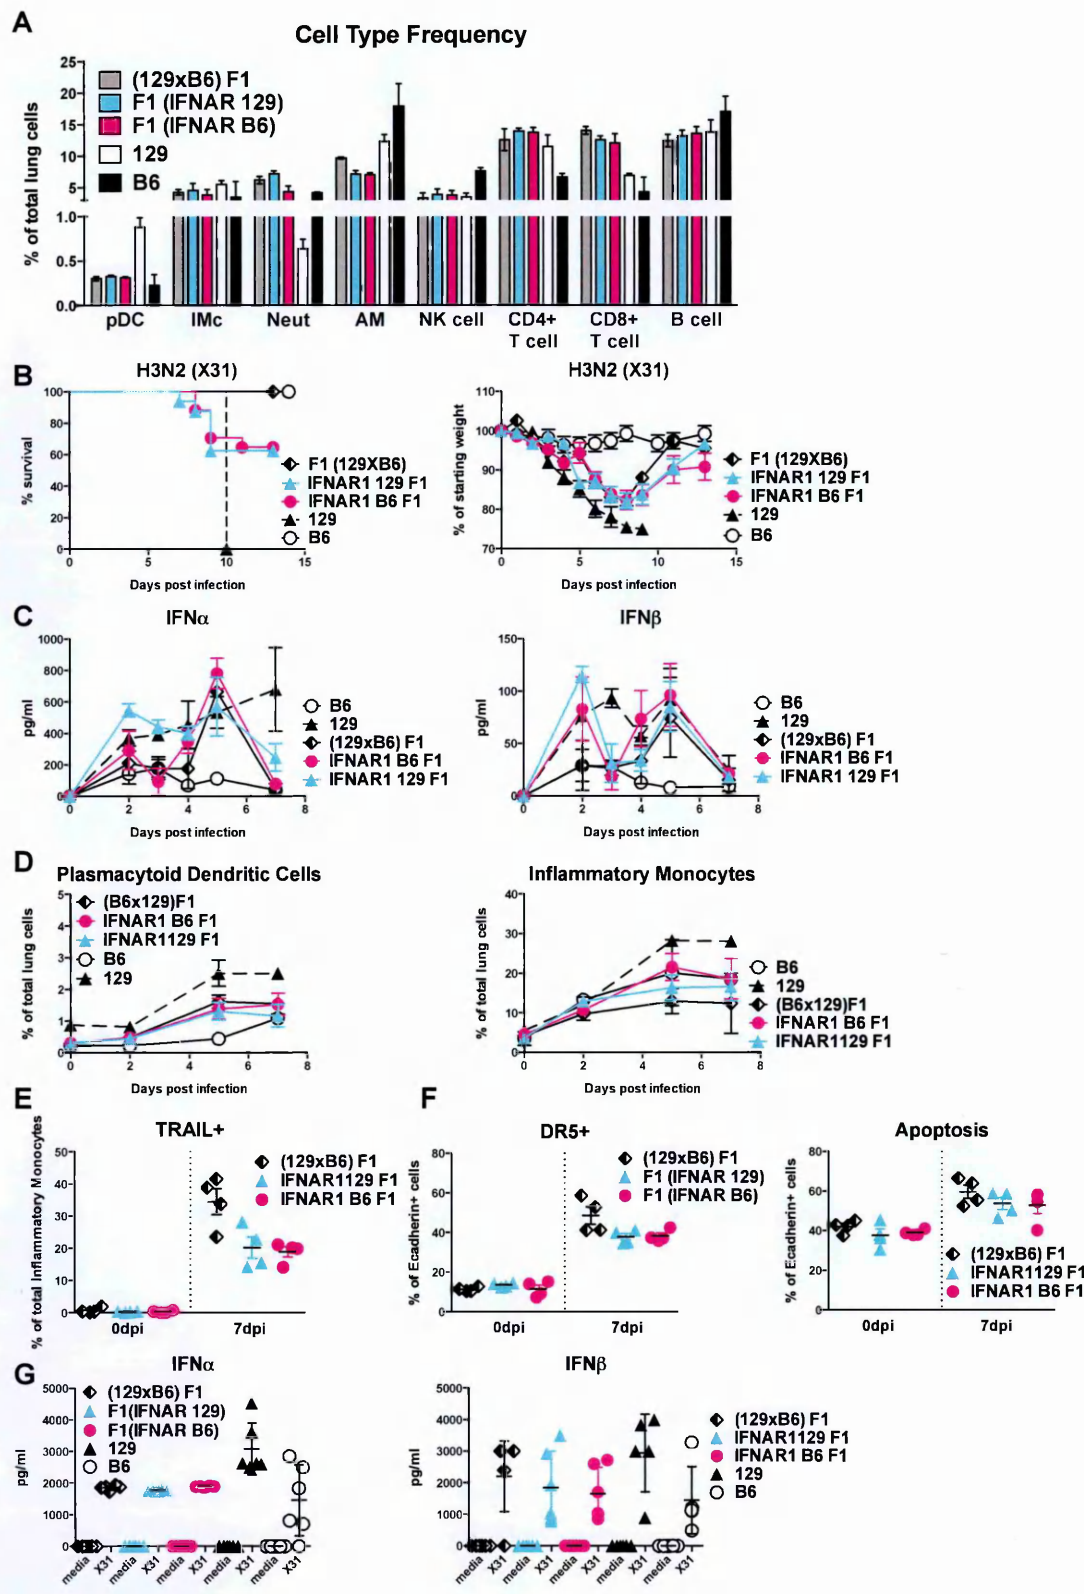 A
Cell Type Frequency
% of total lung cells
25
20
15
10
5
1.0
0.5
0.0
(129xB6) F1
F1 (IFNAR 129)
F1 (IFNAR B6)
129
B6
pDC IMc Neut AM NK cell CD4+ T cell CD8+ T cell B cell
B
H3N2 (X31)
% survival
100
80
60
40
20
0
0 5 10 15
Days post infection
F1 (129XB6)
IFNAR1 129 F1
IFNAR1 B6 F1
129
B6
H3N2 (X31)
% of starting weight
110
100
90
80
70
0 5 10 15
Days post infection
F1 (129XB6)
IFNAR1 129 F1
IFNAR1 B6 F1
129
B6
C
IFNα
pg/ml
1000
800
600
400
200
0
0 2 4 6 8
Days post infection
B6
129
(129xB6) F1
IFNAR1 B6 F1
IFNAR1 129 F1
IFNβ
pg/ml
150
100
50
0
0 2 4 6 8
Days post infection
B6
129
(129xB6) F1
IFNAR1 B6 F1
IFNAR1 129 F1
D
Plasmacytoid Dendritic Cells
% of total lung cells
5
4
3
2
1
0
0 2 4 6 8
Days post infection
(B6x129)F1
IFNAR1 B6 F1
IFNAR1129 F1
B6
129
Inflammatory Monocytes
% of total lung cells
40
30
20
10
0
0 2 4 6 8
Days post infection
B6
129
(B6x129)F1
IFNAR1 B6 F1
IFNAR1129 F1
E
TRAIL+
% of total Inflammatory Monocytes
50
40
30
20
10
0
0dpi 7dpi
(129xB6) F1
IFNAR1129 F1
IFNAR1 B6 F1
F
DR5+
% of Ecadherin+ cells
80
60
40
20
0
0dpi 7dpi
(129xB6) F1
F1 (IFNAR 129)
F1 (IFNAR B6)
Apoptosis
% of Ecadherin+ cells
80
60
40
20
0
0dpi 7dpi
(129xB6) F1
IFNAR1129 F1
IFNAR1 B6 F1
G
IFNα
pg/ml
5000
4000
3000
2000
1000
0
media X31 media X31 media X31 media X31 media X31
(129xB6) F1
F1(IFNAR 129)
F1(IFNAR B6)
129
B6
IFNβ
pg/ml
5000
4000
3000
2000
1000
0
media X31 media X31 media X31 media X31 media X31
(129xB6) F1
IFNAR1129 F1
IFNAR1 B6 F1
129
B6